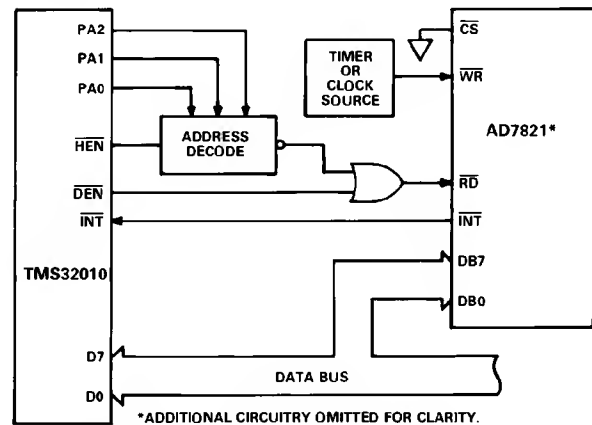 PA2
PA1
PA0
HEN
DEN
INT
TMS32010
D7
D0
ADDRESS
DECODE
TIMER
OR
CLOCK
SOURCE
CS
WR
AD7821*
RD
INT
DB7
DB0
DATA BUS
*ADDITIONAL CIRCUITRY OMITTED FOR CLARITY.